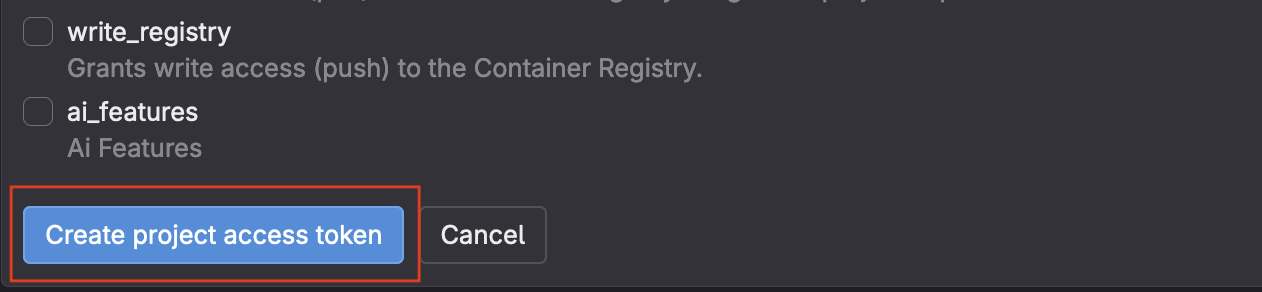 write_registry
Grants write access (push) to the Container Registry.
ai_features
Ai Features
Create project access token
Cancel